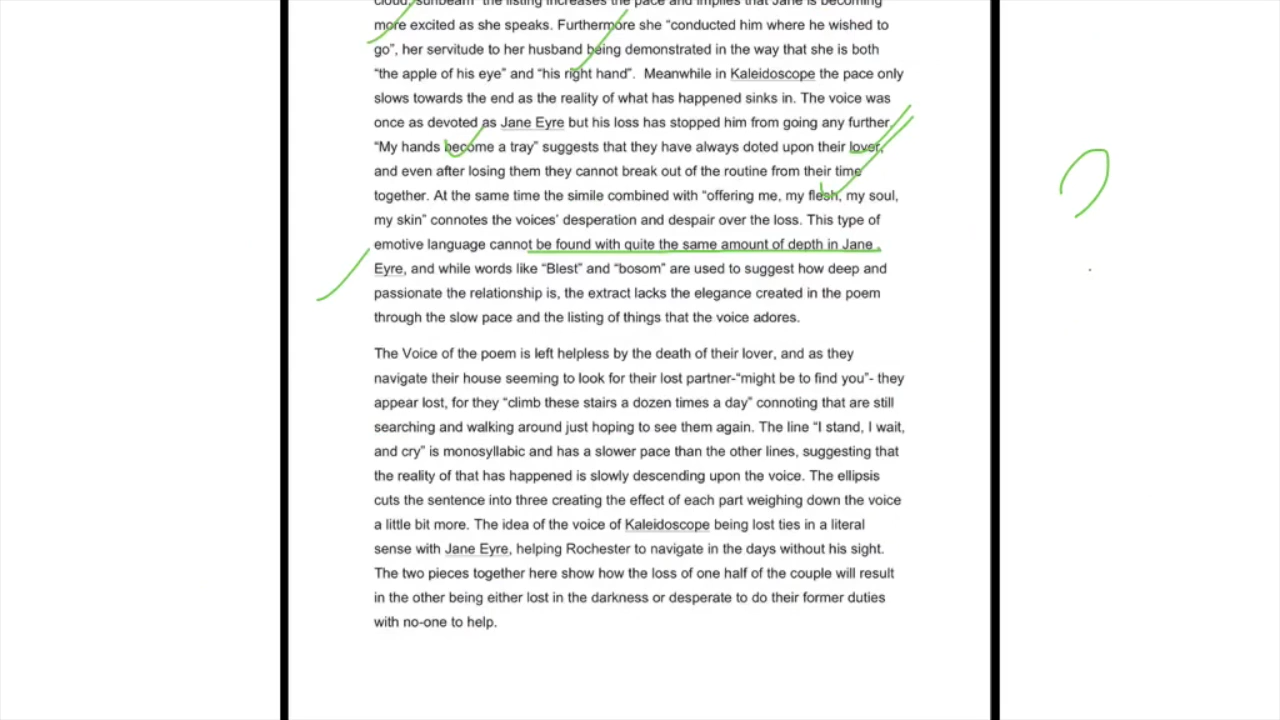 cloud, sunbeam" the listing increases the pace and implies that Jane is becoming
more excited as she speaks. Furthermore she “conducted him where he wished to
go”, her servitude to her husband being demonstrated in the way that she is both
“the apple of his eye” and “his right hand”.  Meanwhile in Kaleidoscope the pace only
slows towards the end as the reality of what has happened sinks in. The voice was
once as devoted as Jane Eyre but his loss has stopped him from going any further,
“My hands become a tray” suggests that they have always doted upon their lover,
and even after losing them they cannot break out of the routine from their time
together. At the same time the simile combined with “offering me, my flesh, my soul,
my skin” connotes the voices’ desperation and despair over the loss. This type of
emotive language cannot be found with quite the same amount of depth in Jane
Eyre, and while words like “Blest” and “bosom” are used to suggest how deep and
passionate the relationship is, the extract lacks the elegance created in the poem
through the slow pace and the listing of things that the voice adores.
The Voice of the poem is left helpless by the death of their lover, and as they
navigate their house seeming to look for their lost partner-“might be to find you”- they
appear lost, for they “climb these stairs a dozen times a day” connoting that are still
searching and walking around just hoping to see them again. The line “I stand, I wait,
and cry” is monosyllabic and has a slower pace than the other lines, suggesting that
the reality of that has happened is slowly descending upon the voice. The ellipsis
cuts the sentence into three creating the effect of each part weighing down the voice
a little bit more. The idea of the voice of Kaleidoscope being lost ties in a literal
sense with Jane Eyre, helping Rochester to navigate in the days without his sight.
The two pieces together here show how the loss of one half of the couple will result
in the other being either lost in the darkness or desperate to do their former duties
with no-one to help.
?